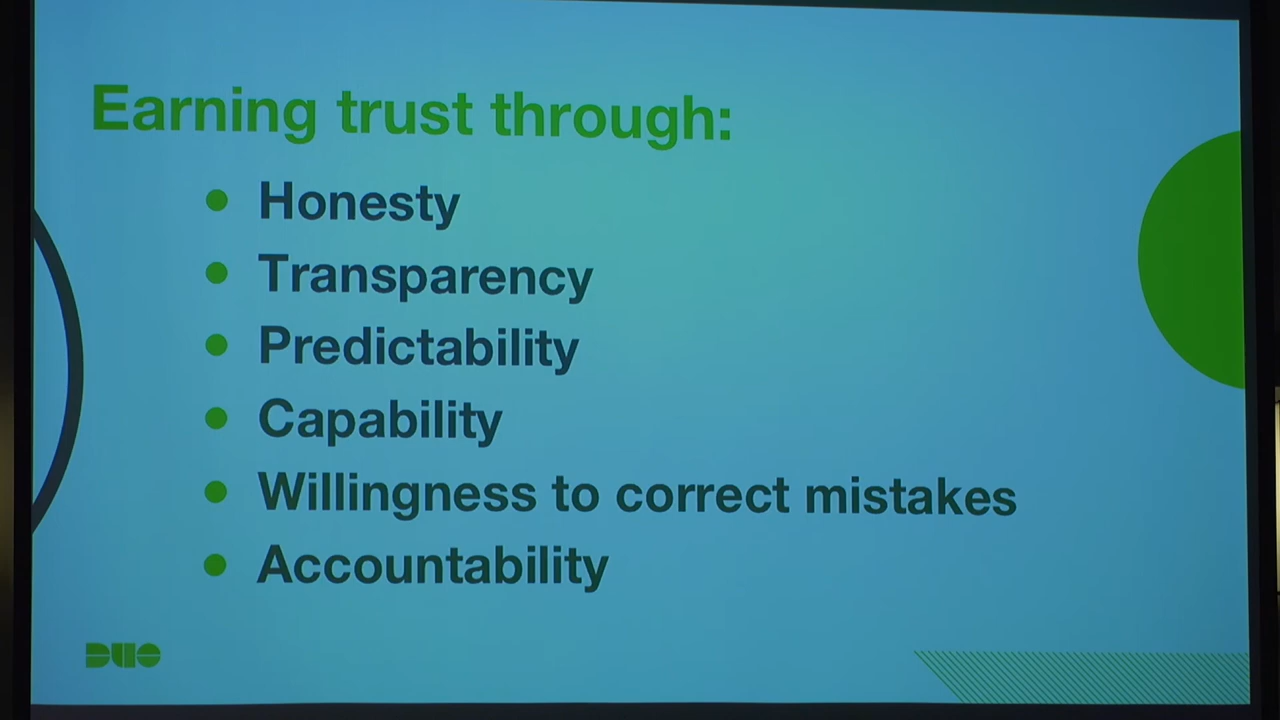 Earning trust through:
Honesty
Transparency
Predictability
Capability
Willingness to correct mistakes
Accountability
DUO